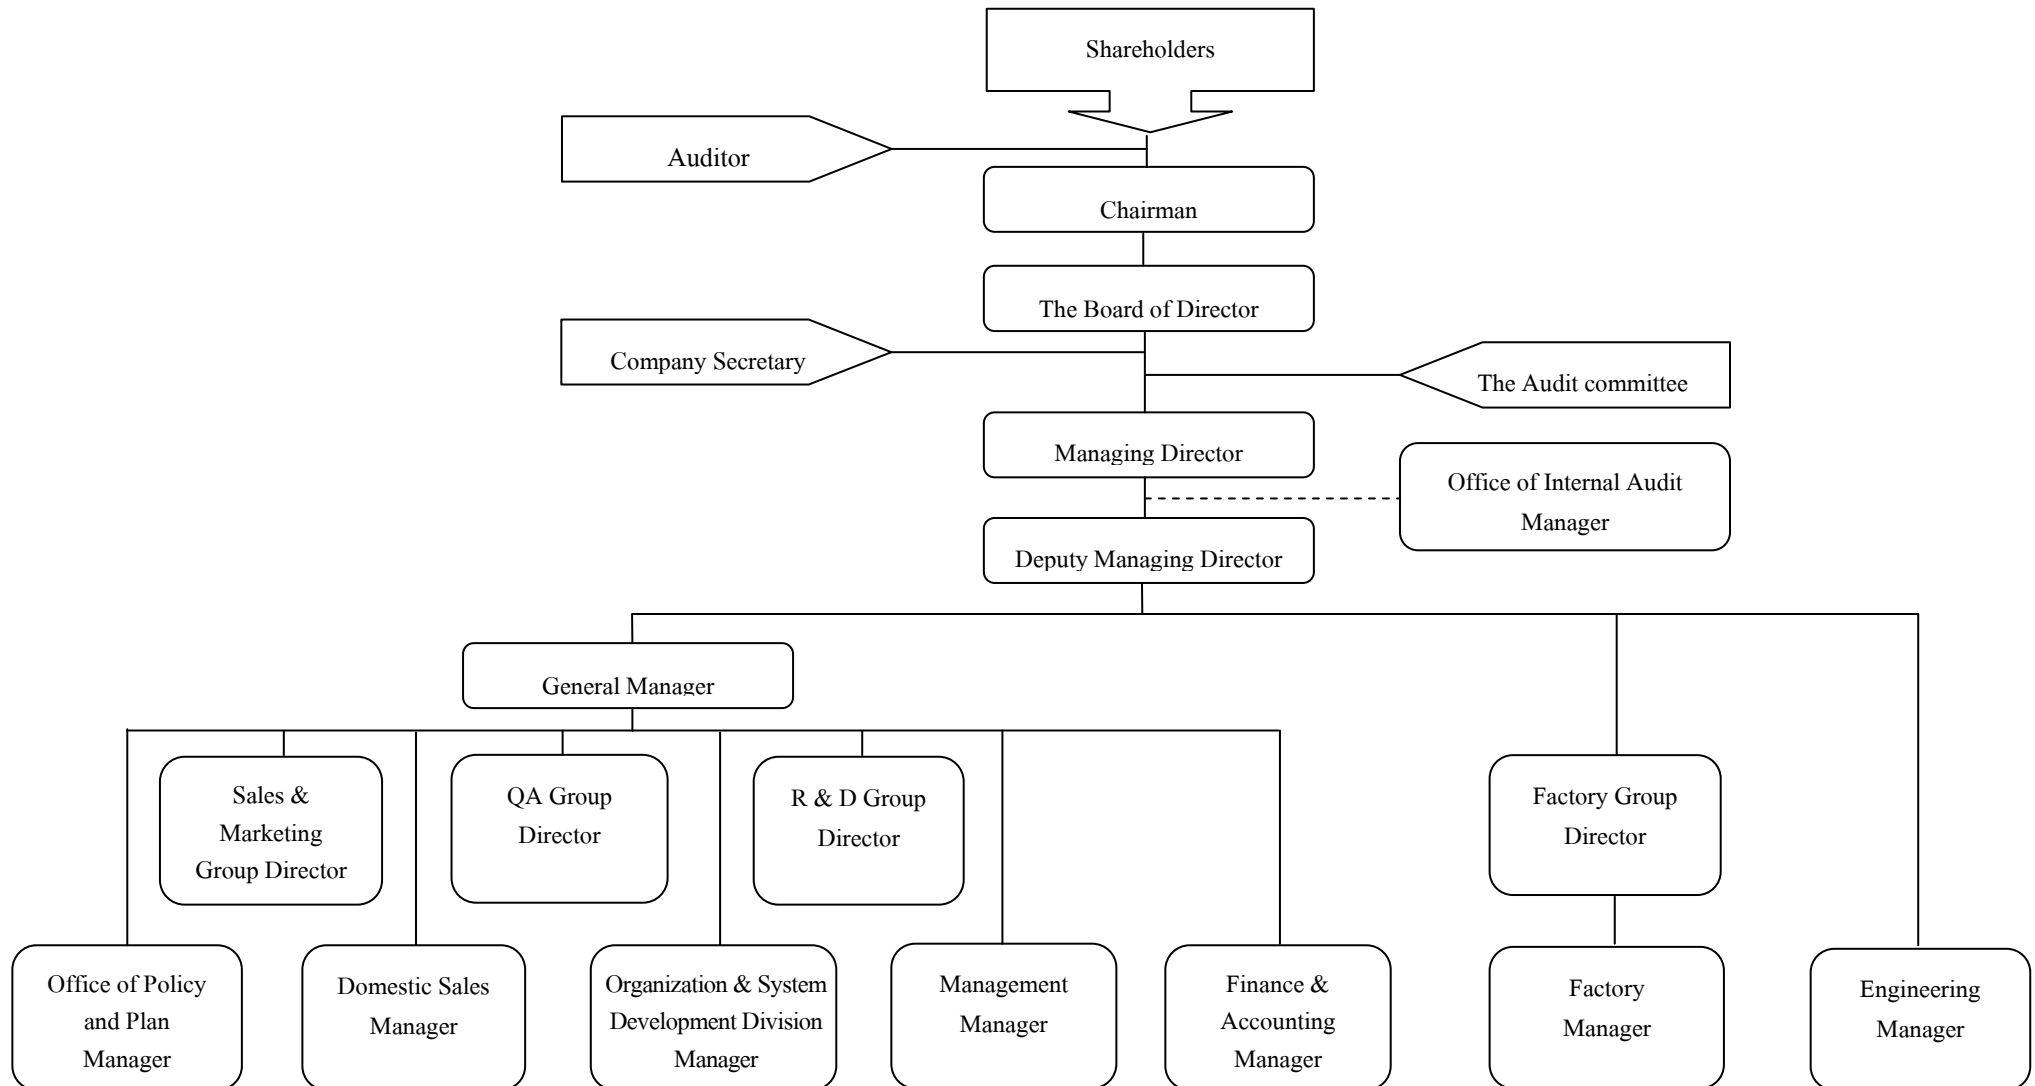 Shareholders
Auditor
Chairman
The Board of Director
Company Secretary
The Audit committee
Managing Director
Office of Internal Audit
Manager
Deputy Managing Director
General Manager
Sales &
Marketing
Group Director
QA Group
Director
R & D Group
Director
Factory Group
Director
Office of Policy
and Plan
Manager
Domestic Sales
Manager
Organization & System
Development Division
Manager
Management
Manager
Finance &
Accounting
Manager
Factory
Manager
Engineering
Manager